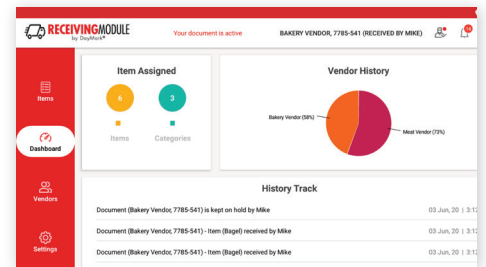 RECEIVINGMODULE
by DayMark®
Your document is active
BAKERY VENDOR, 7785-541 (RECEIVED BY MIKE)
Items
Dashboard
Vendors
Settings
Item Assigned
6
3
Items
Categories
Vendor History
Bakery Vendor (58%)
Meat Vendor (73%)
History Track
Document (Bakery Vendor, 7785-541) is kept on hold by Mike
03 Jun, 20 | 3:12
Document (Bakery Vendor, 7785-541) - Item (Bagel) received by Mike
03 Jun, 20 | 3:12
Document (Bakery Vendor, 7785-541) - Item (Bagel) received by Mike
03 Jun, 20 | 3:12